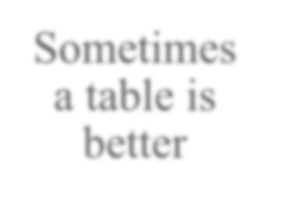 Sometimes
a table is
better